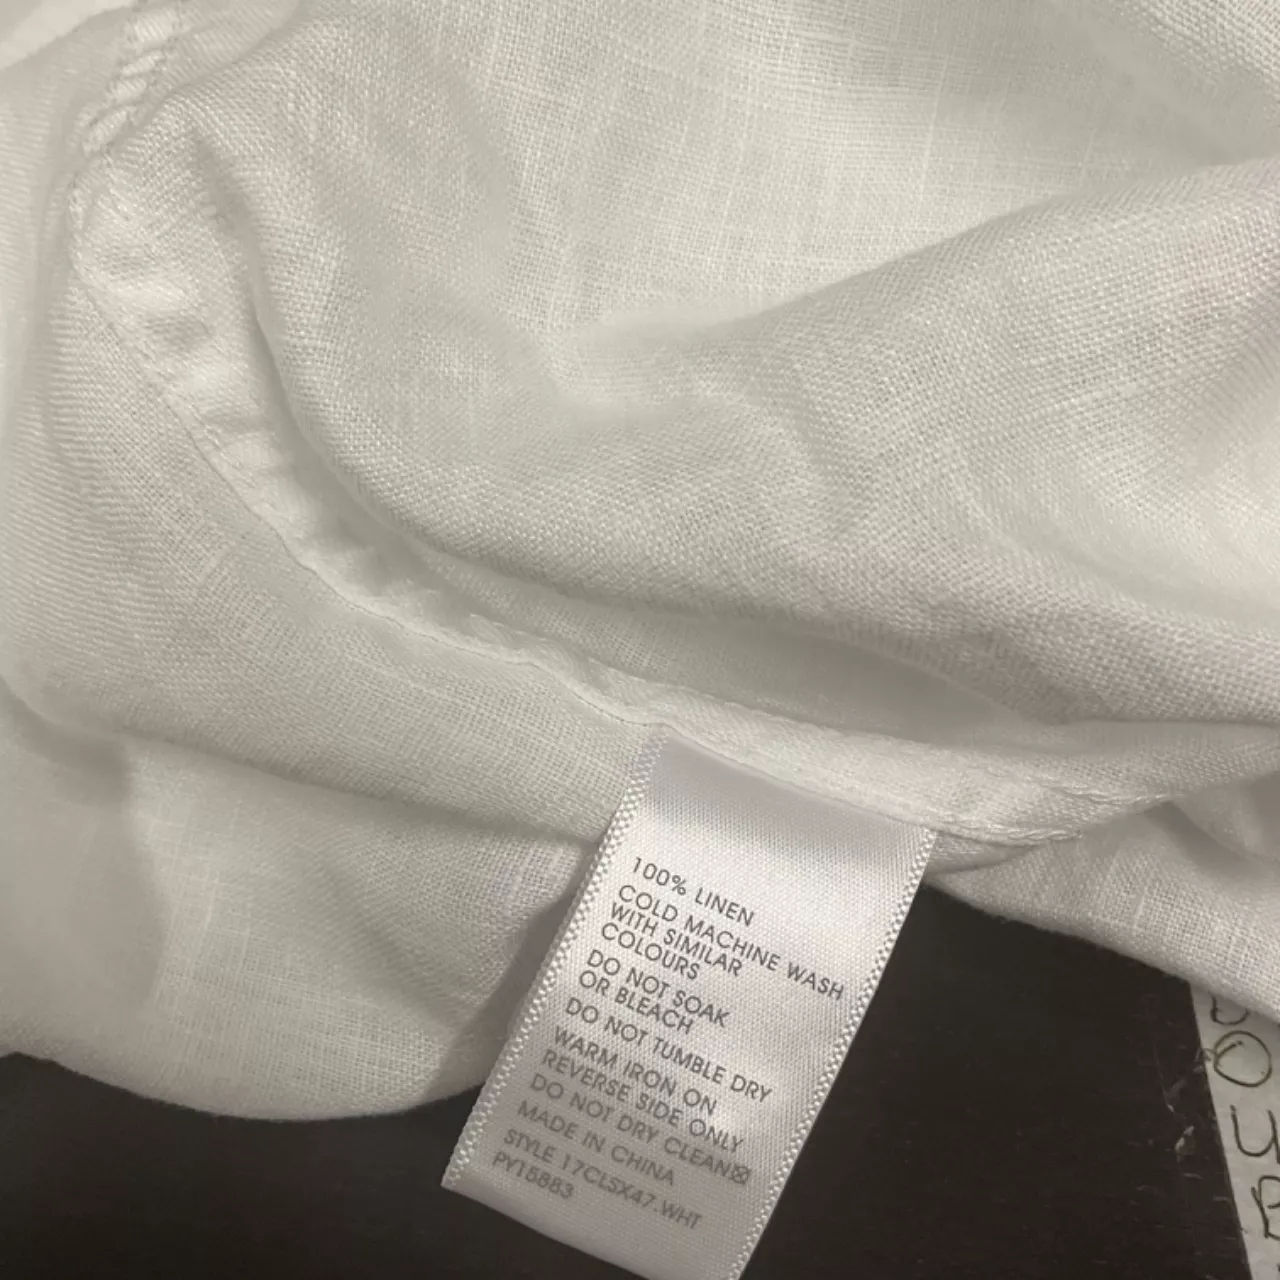 100% LINEN
COLD MACHINE WASH
WITH SIMILAR
COLOURS
DO NOT SOAK
OR BLEACH
DO NOT TUMBLE DRY
WARM IRON ON
REVERSE SIDE ONLY
DO NOT DRY CLEAN
MADE IN CHINA
STYLE 17CLSX47.WHT
PY15883